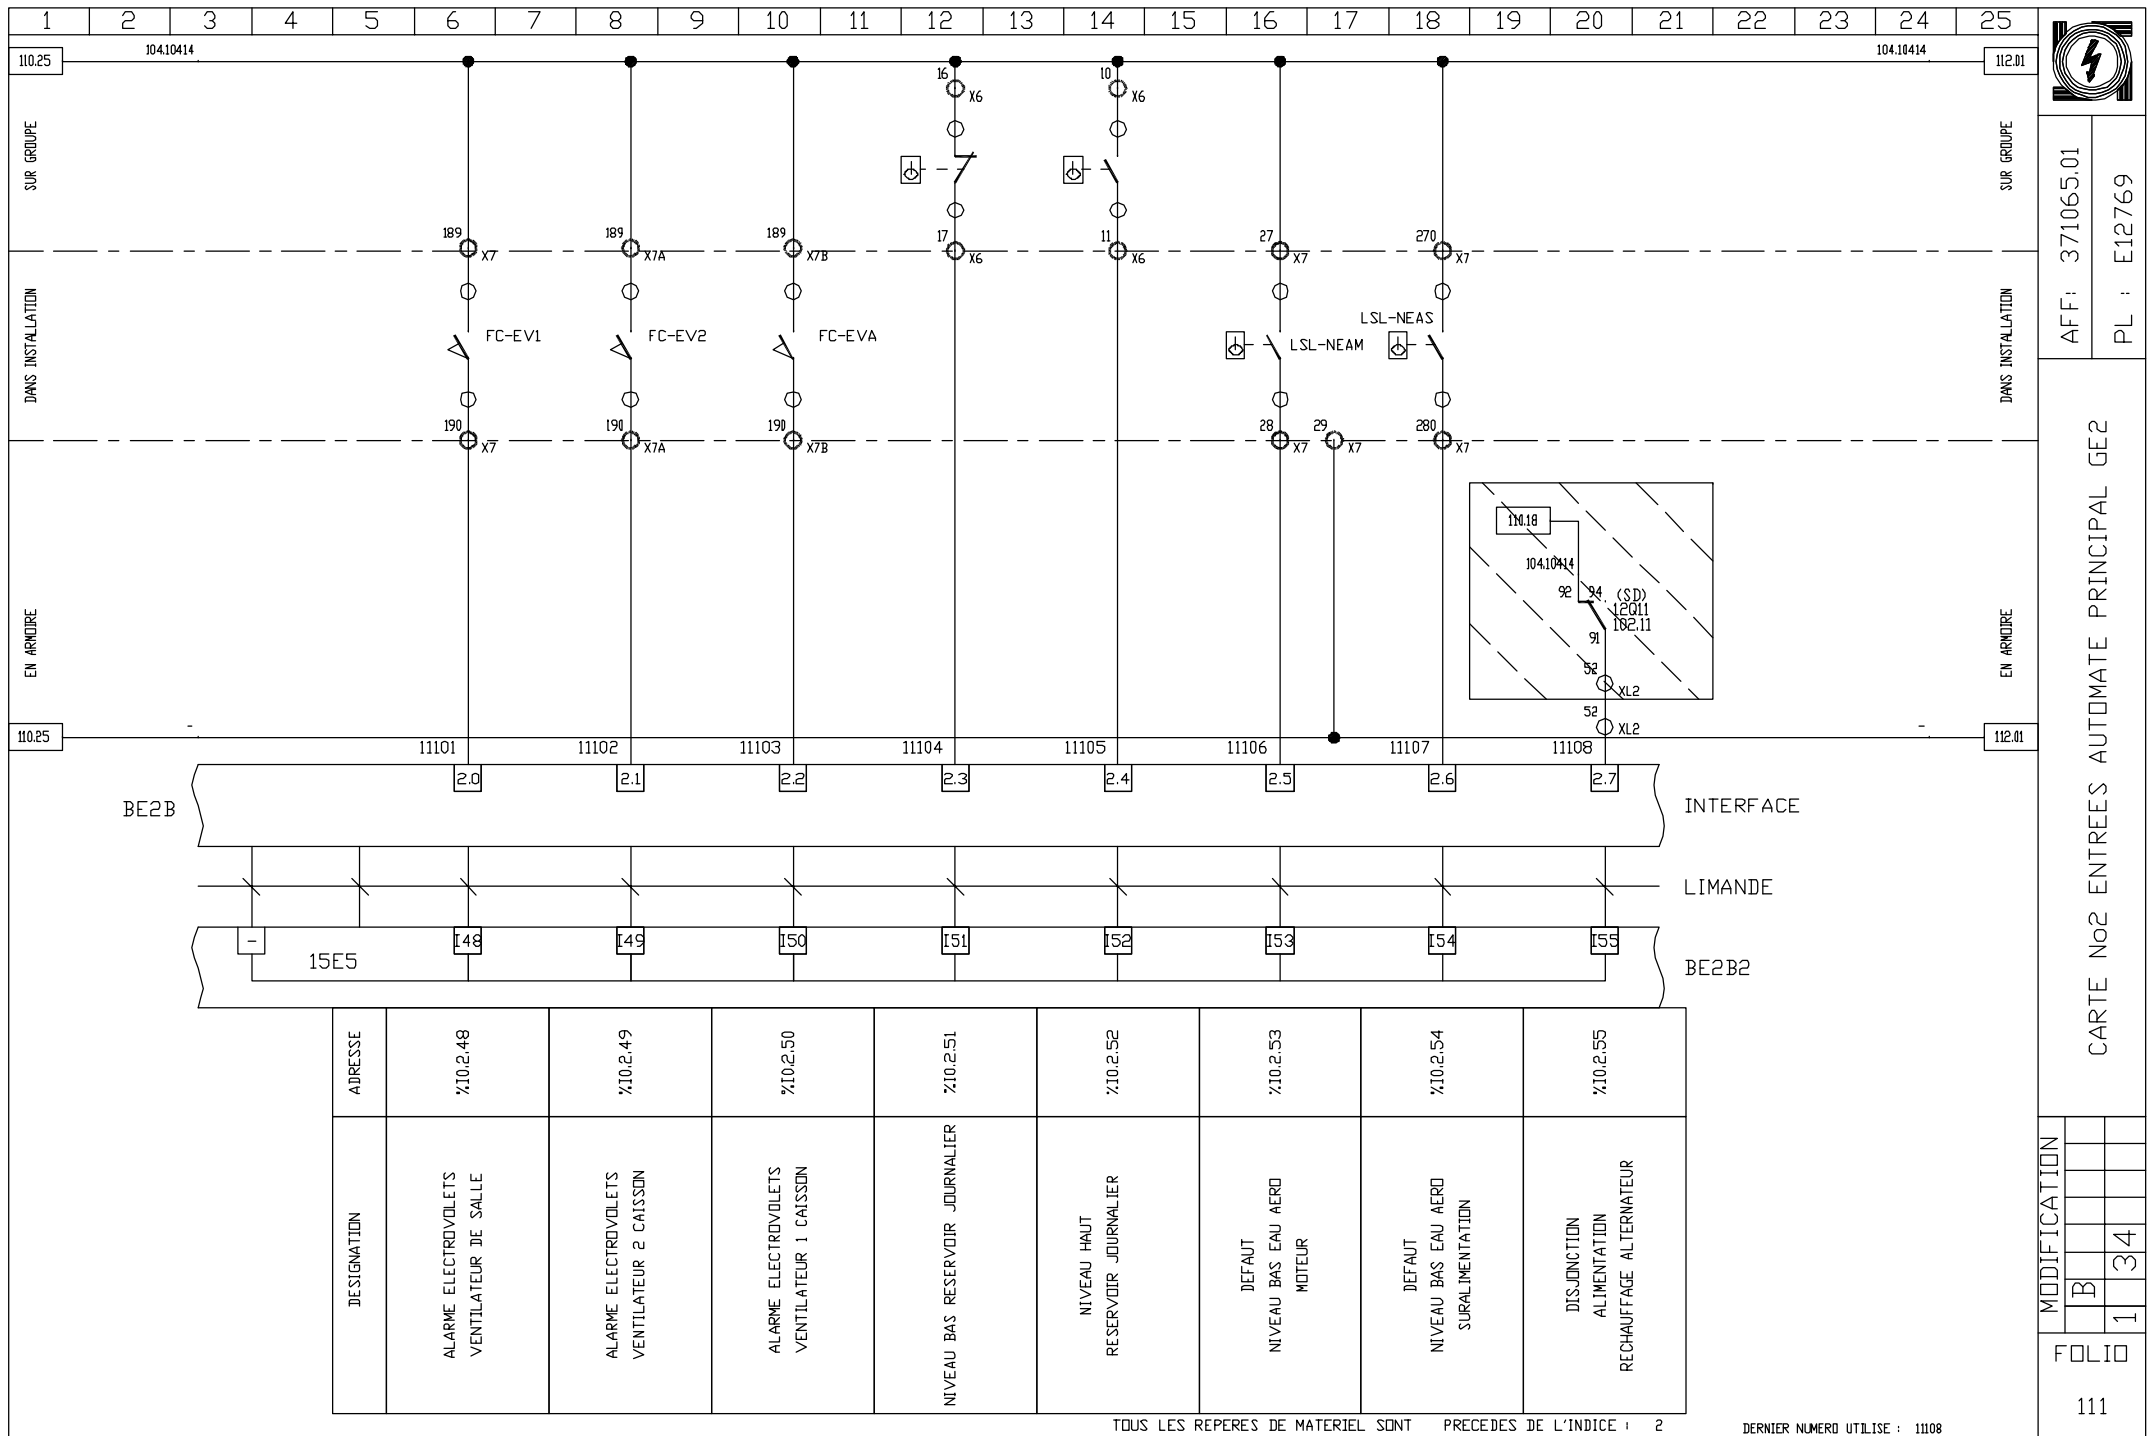 1 2 3 4 5 6 7 8 9 10 11 12 13 14 15 16 17 18 19 20 21 22 23 24 25
110.25 104.10414 104.10414 112.01
16 10
X6 X6
SUR GROUPE SUR GROUPE
189 189 189 17 11 27 270
X7 X7A X7B X6 X6 X7 X7
DANS INSTALLATION DANS INSTALLATION
LSL-NEAS
FC-EV1 FC-EV2 FC-EVA LSL-NEAM
190 190 190 28 29 280
X7 X7A X7B X7 X7 X7
110.18
104.10414
92 94 (SD)
12Q11
102.11
91
EN ARMOIRE EN ARMOIRE
52
XL2
52
XL2
110.25 - - 112.01
11101 11102 11103 11104 11105 11106 11107 11108
2.0 2.1 2.2 2.3 2.4 2.5 2.6 2.7
BE2B INTERFACE
LIMANDE
- I48 I49 I50 I51 I52 I53 I54 I55
15E5 BE2B2
ADRESSE
%I0.2.48
%I0.2.49
%I0.2.50
%I0.2.51
%I0.2.52
%I0.2.53
%I0.2.54
%I0.2.55
DESIGNATION
ALARME ELECTROVOLETS
VENTILATEUR DE SALLE
ALARME ELECTROVOLETS
VENTILATEUR 2 CAISSON
ALARME ELECTROVOLETS
VENTILATEUR 1 CAISSON
NIVEAU BAS RESERVOIR JOURNALIER
NIVEAU HAUT
RESERVOIR JOURNALIER
DEFAUT
NIVEAU BAS EAU AERO
MOTEUR
DEFAUT
NIVEAU BAS EAU AERO
SURALIMENTATION
DISJONCTION
ALIMENTATION
RECHAUFFAGE ALTERNATEUR
TOUS LES REPERES DE MATERIEL SONT PRECEDES DE L'INDICE : 2
DERNIER NUMERO UTILISE : 11108
AFF: 371065.01
PL : E12769
CARTE No2 ENTREES AUTOMATE PRINCIPAL GE2
MODIFICATION
B
1 34
FOLIO
111